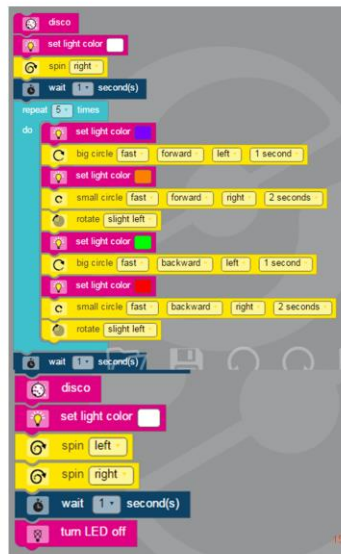 disco
set light color
spin right
wait 1 second(s)
repeat 5 times
do set light color
big circle fast forward left 1 second
set light color
small circle fast forward right 2 seconds
rotate slight left
set light color
big circle fast backward left 1 second
set light color
small circle fast backward right 2 seconds
rotate slight left
wait 1 second(s)
disco
set light color
spin left
spin right
wait 1 second(s)
turn LED off